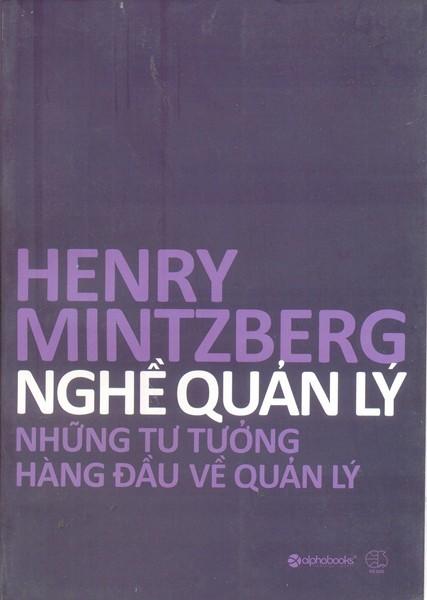 HENRY
MINTZBERG
NGHỀ QUẢN LÝ
NHỮNG TƯ TƯỞNG
HÀNG ĐẦU VỀ QUẢN LÝ
alphabooks